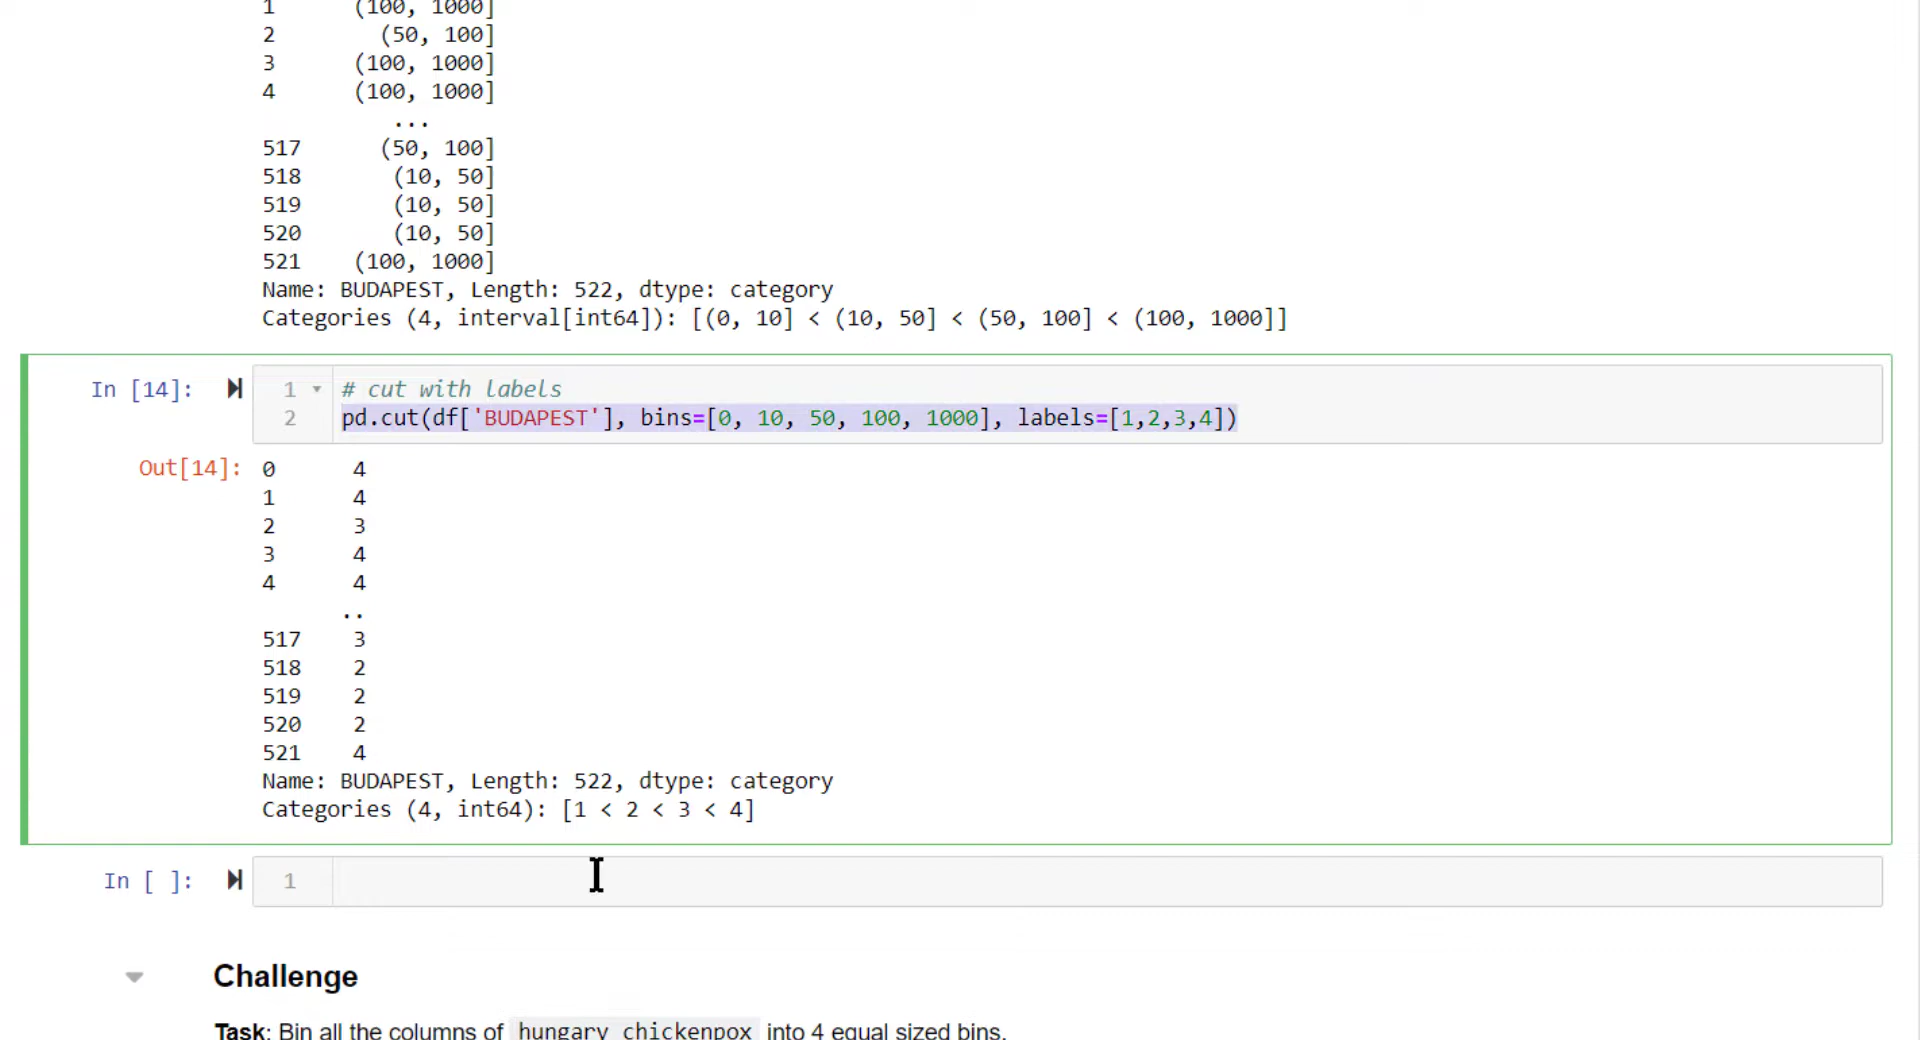 1 (100, 1000]
2 (50, 100]
3 (100, 1000]
4 (100, 1000]
...
517 (50, 100]
518 (10, 50]
519 (10, 50]
520 (10, 50]
521 (100, 1000]
Name: BUDAPEST, Length: 522, dtype: category
Categories (4, interval[int64]): [(0, 10] < (10, 50] < (50, 100] < (100, 1000]]
In [14]: 1 # cut with labels
2 pd.cut(df['BUDAPEST'], bins=[0, 10, 50, 100, 1000], labels=[1,2,3,4])
Out[14]: 0 4
1 4
2 3
3 4
4 4
..
517 3
518 2
519 2
520 2
521 4
Name: BUDAPEST, Length: 522, dtype: category
Categories (4, int64): [1 < 2 < 3 < 4]
In [ ]: 1
Challenge
Task: Bin all the columns of hungary_chickenpox into 4 equal sized bins.